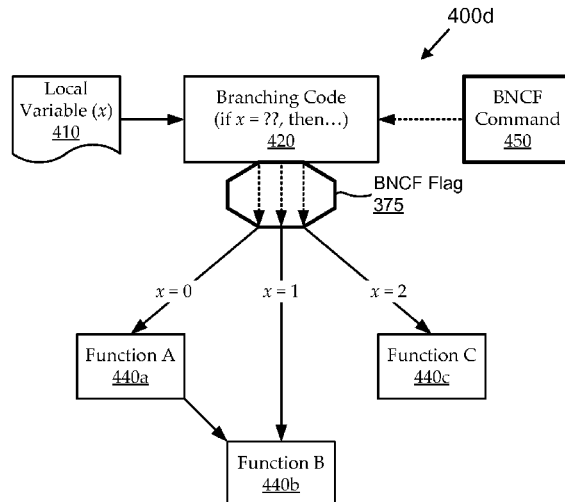 400d
Local
Variable (x)
410
Branching Code
(if x = ??, then…)
420
BNCF
Command
450
BNCF Flag
375
x = 0
x = 1
x = 2
Function A
440a
Function C
440c
Function B
440b